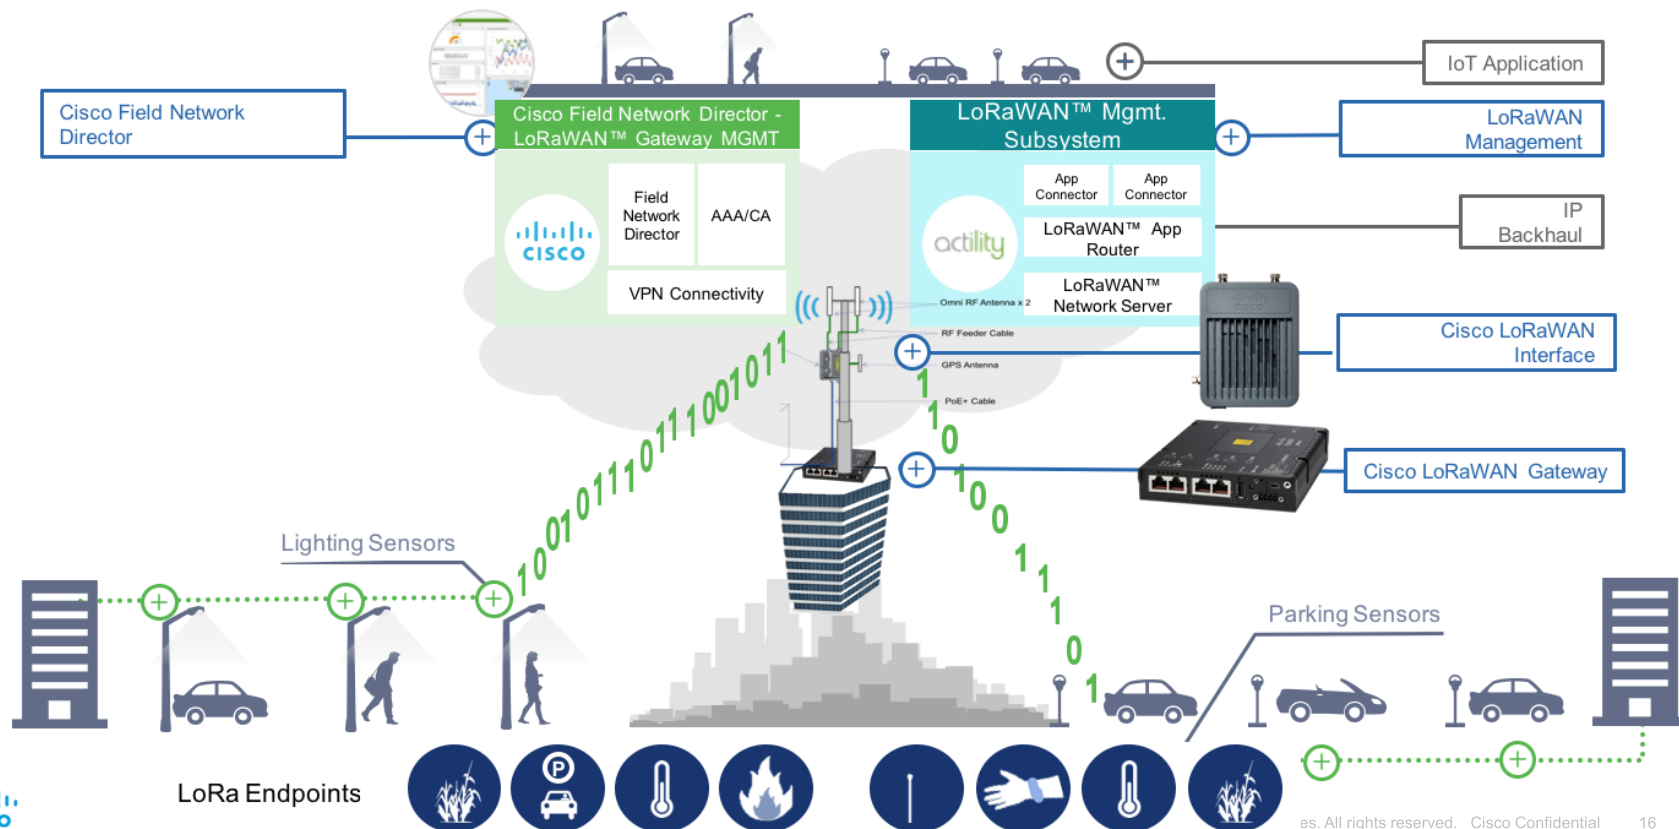 IoT Application
Cisco Field Network
Director
Cisco Field Network Director -
LoRaWAN™ Gateway MGMT
LoRaWAN™ Mgmt.
Subsystem
LoRaWAN
Management
Field
Network
Director
AAA/CA
VPN Connectivity
CISCO
App
Connector
App
Connector
LoRaWAN™ App
Router
actility
LoRaWAN™
Network Server
IP
Backhaul
Omni RF Antenna x 2
RF Feeder Cable
GPS Antenna
PoE+ Cable
Cisco LoRaWAN
Interface
Cisco LoRaWAN Gateway
1001010111011100101011
110100011101
Lighting Sensors
Parking Sensors
LoRa Endpoints
P
es. All rights reserved. Cisco Confidential 16